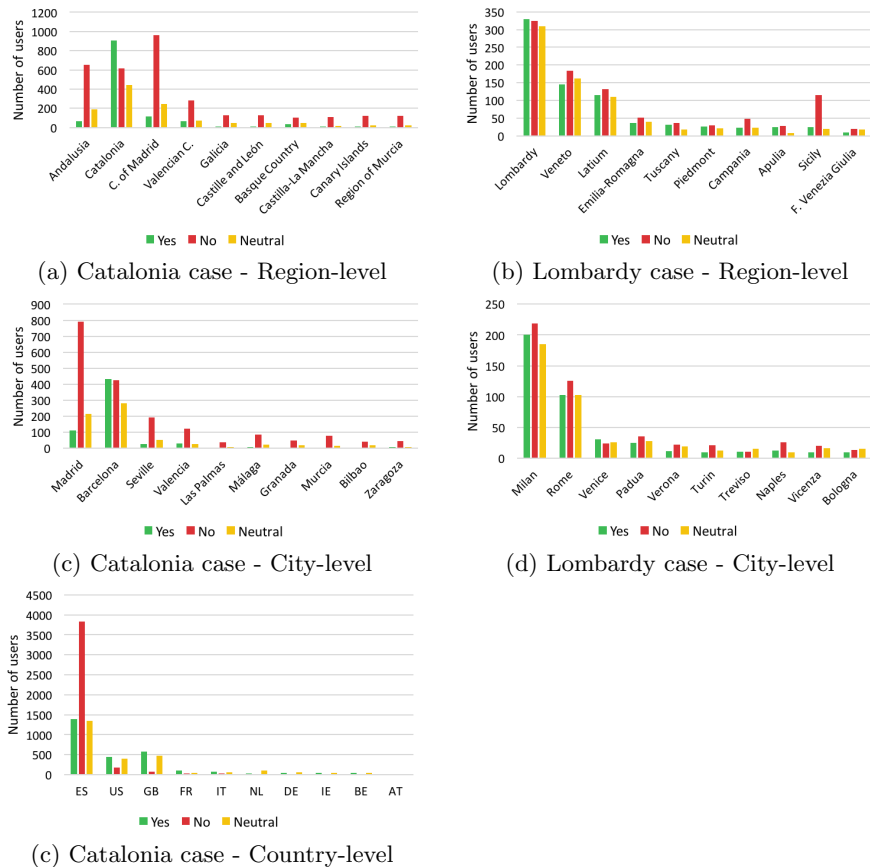 Number of users
1200
1000
800
600
400
200
0
Andalusia
Catalonia
C. of Madrid
Valencian C.
Galicia
Castille and León
Basque Country
Castilla-La Mancha
Canary Islands
Region of Murcia
Yes No Neutral
(a) Catalonia case - Region-level
Number of users
350
300
250
200
150
100
50
0
Lombardy
Veneto
Latium
Emilia-Romagna
Tuscany
Piedmont
Campania
Apulia
Sicily
F. Venezia Giulia
Yes No Neutral
(b) Lombardy case - Region-level
Number of users
900
800
700
600
500
400
300
200
100
0
Madrid
Barcelona
Seville
Valencia
Las Palmas
Málaga
Granada
Murcia
Bilbao
Zaragoza
Yes No Neutral
(c) Catalonia case - City-level
Number of users
250
200
150
100
50
0
Milan
Rome
Venice
Padua
Verona
Turin
Treviso
Naples
Vicenza
Bologna
Yes No Neutral
(d) Lombardy case - City-level
Number of users
4500
4000
3500
3000
2500
2000
1500
1000
500
0
ES US GB FR IT NL DE IE BE AT
Yes No Neutral
(c) Catalonia case - Country-level